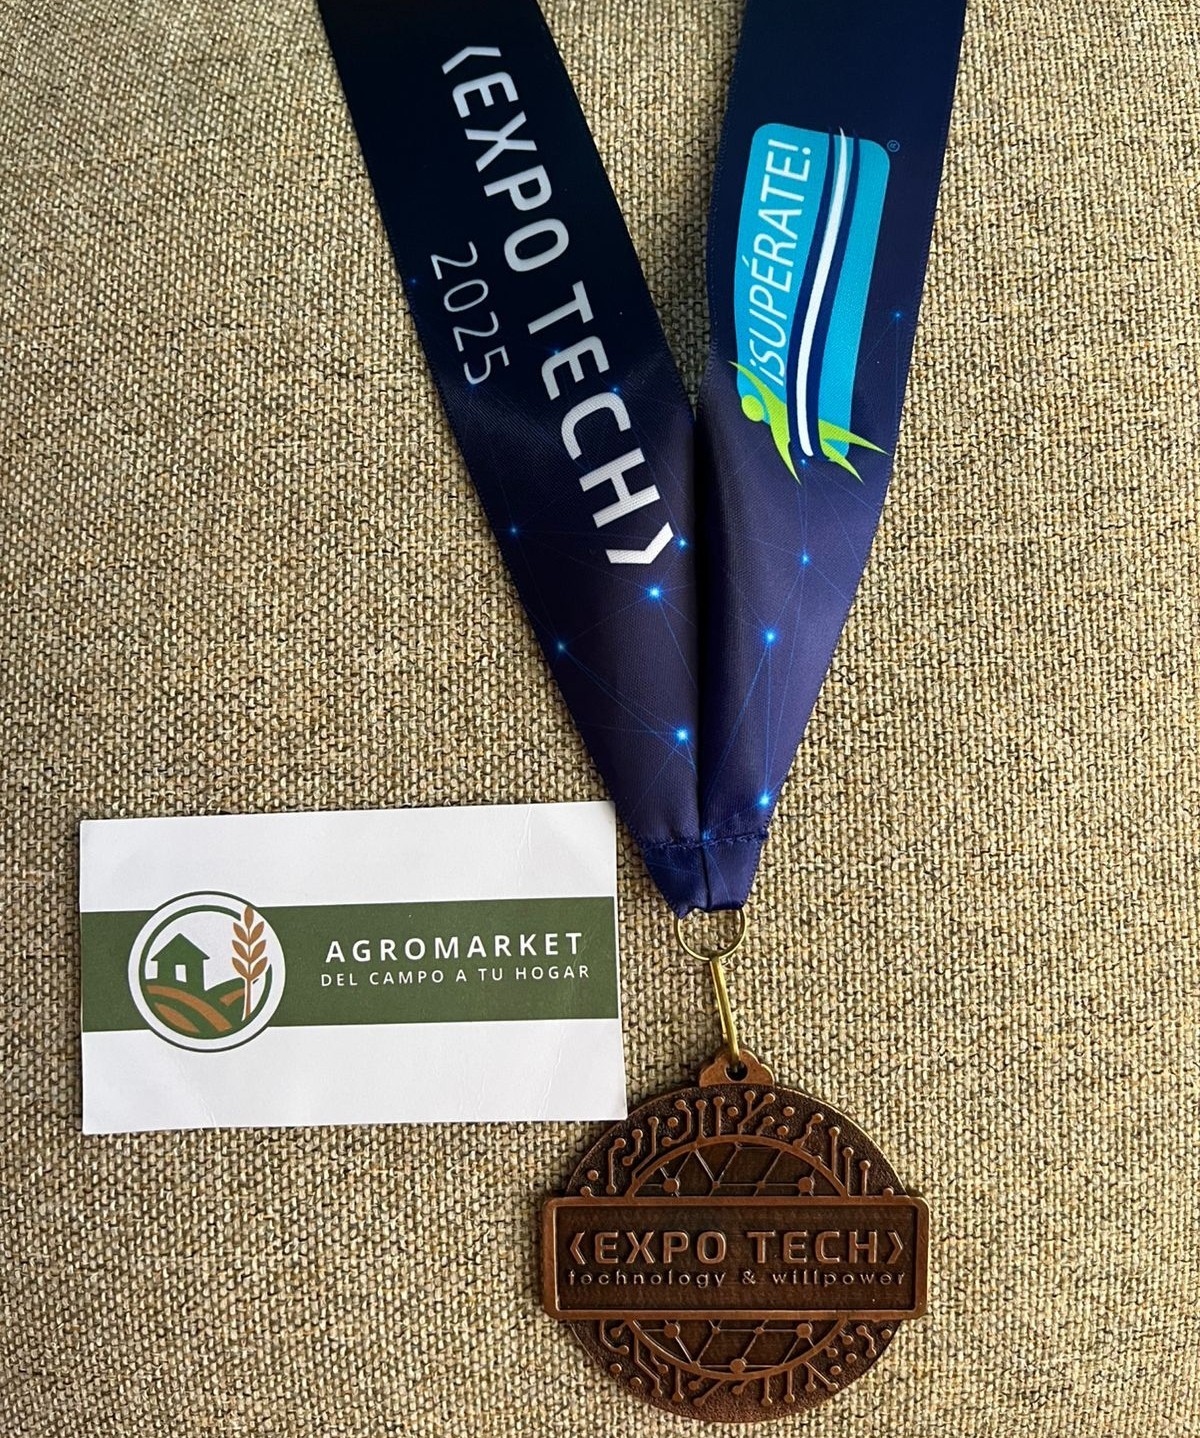 ‹EXPO TECH›
2025
¡SUPÉRATE!
®
AGROMARKET
DEL CAMPO A TU HOGAR
‹EXPO TECH›
technology & willpower